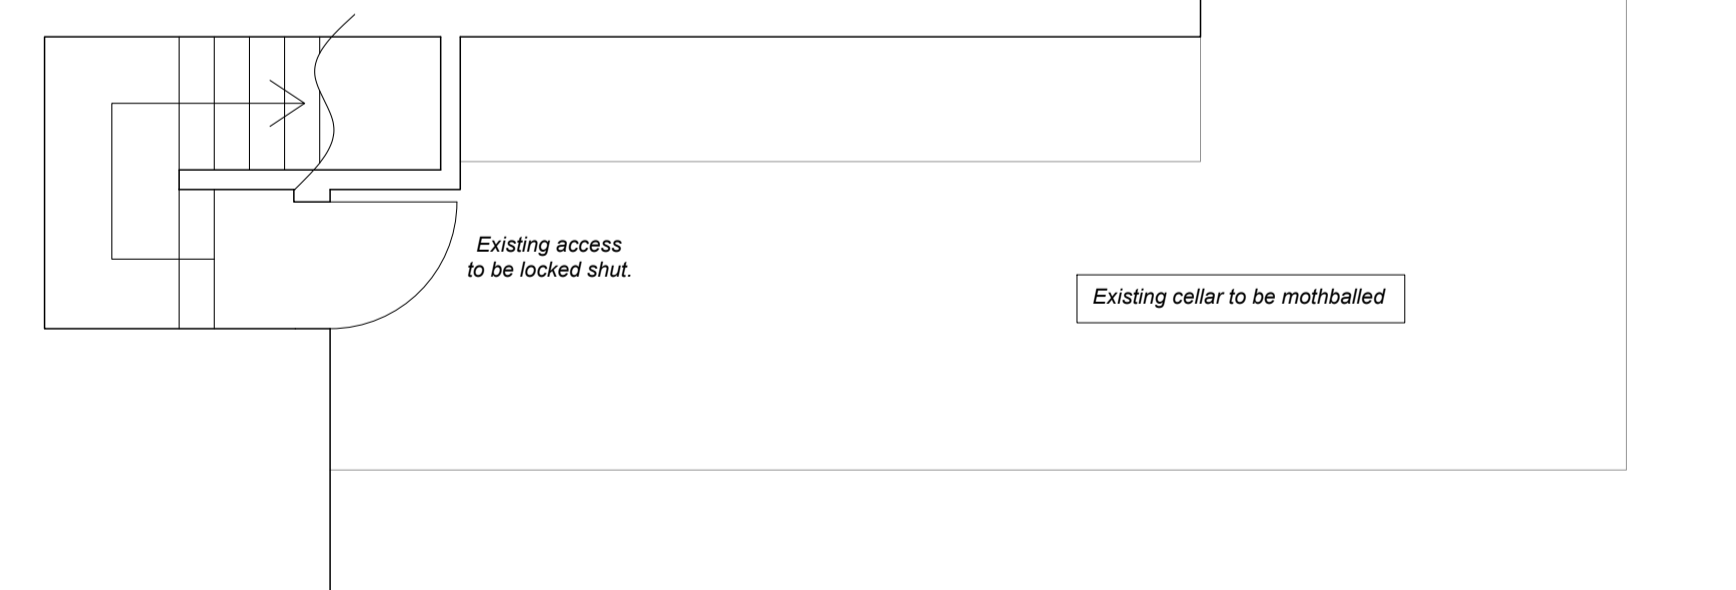 Existing access
to be locked shut.
Existing cellar to be mothballed